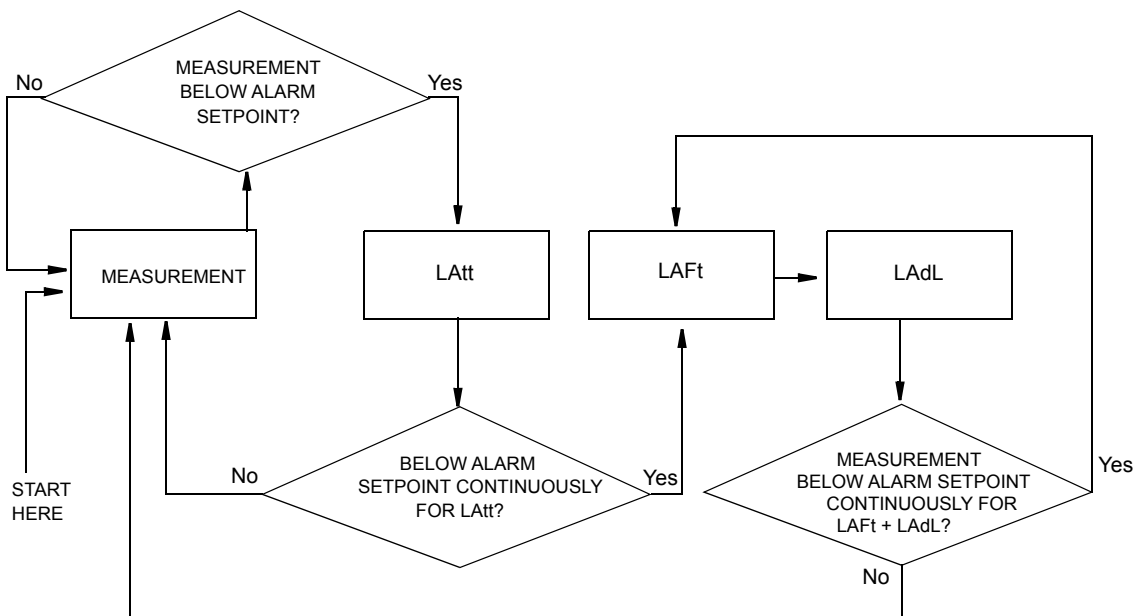 MEASUREMENT
BELOW ALARM
SETPOINT?
No
Yes
MEASUREMENT
LAtt
LAFt
LAdL
START
HERE
No
BELOW ALARM
SETPOINT CONTINUOUSLY
FOR LAtt?
Yes
MEASUREMENT
BELOW ALARM SETPOINT
CONTINUOUSLY FOR
LAFt + LAdL?
Yes
No